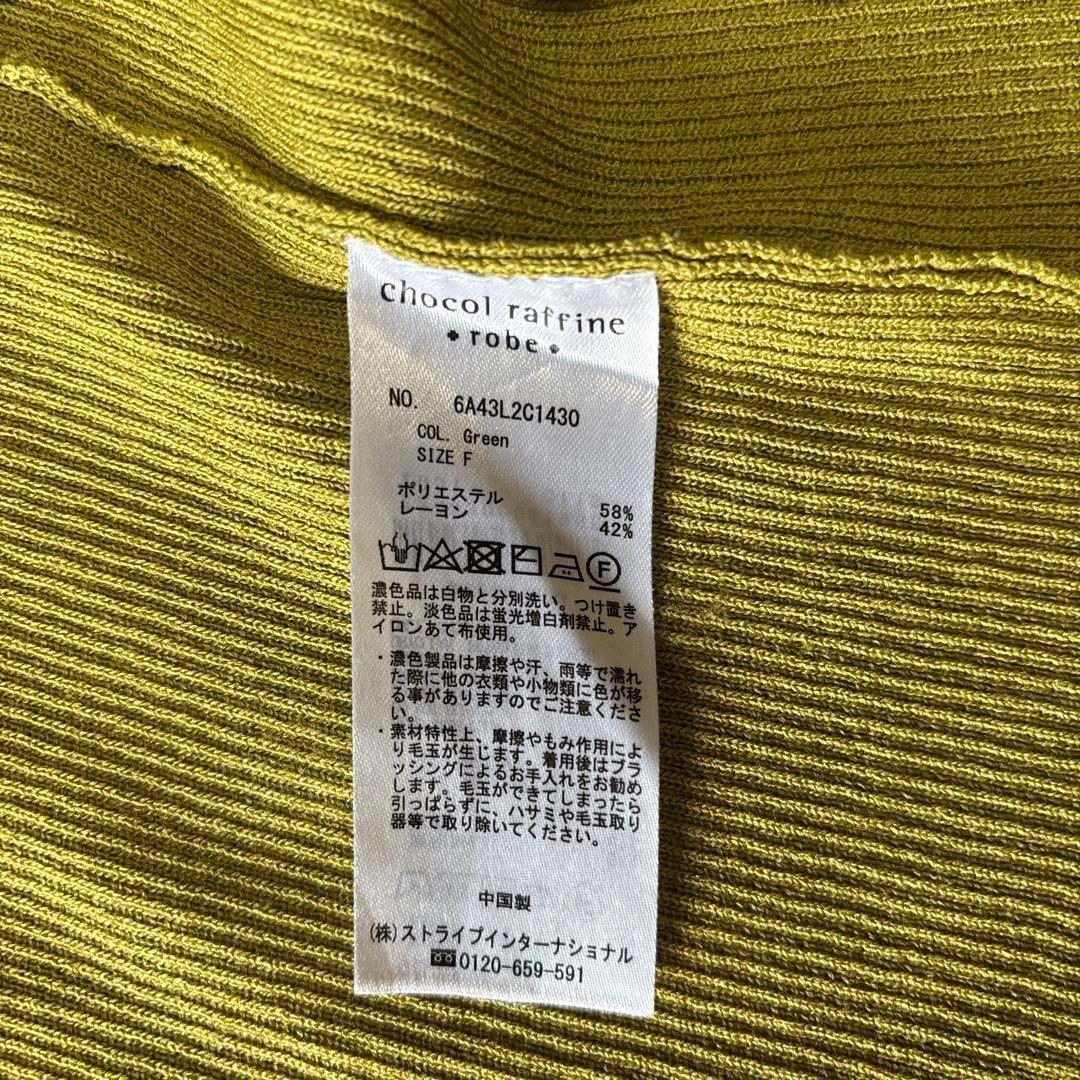 chocol raffine
robe
NO. 6A43L2C1430
COL. Green
SIZE F
ポリエステル 58%
レーヨン 42%
F
濃色品は白物と分別洗い。つけ置き
禁止。淡色品は蛍光増白剤禁止。ア
イロンあて布使用。
・濃色製品は摩擦や汗、雨等で濡れ
た際に他の衣類や小物類に色が移
る事がありますのでご注意くださ
い。
・素材特性上、摩擦やもみ作用によ
り毛玉が生じます。着用後はブラ
ッシングによるお手入れをお勧め
します。毛玉ができてしまったら
引っぱらずに、ハサミや毛玉取り
器等で取り除いてください。
中国製
(株)ストライプインターナショナル
0120-659-591